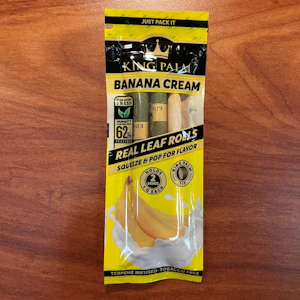 JUST PACK IT
KING PALM
BANANA CREAM
62%
REAL LEAF ROLLS
SQUEEZE & POP FOR FLAVOR
HOLDS
2
TERPENE INFUSED • TOBACCO FREE